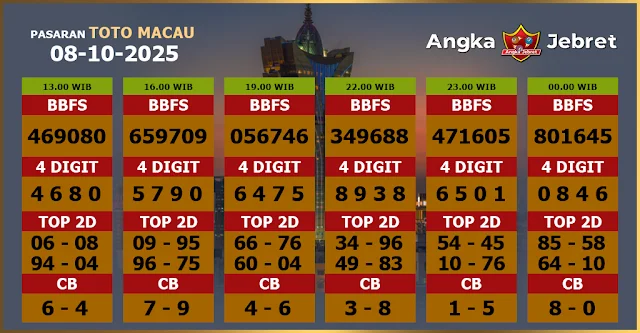 PASARAN TOTO MACAU
08-10-2025
Angka Jebret
Angka Jebret
13.00 WIB 16.00 WIB 19.00 WIB 22.00 WIB 23.00 WIB 00.00 WIB
BBFS BBFS BBFS BBFS BBFS BBFS
469080 659709 056746 349688 471605 801645
4 DIGIT 4 DIGIT 4 DIGIT 4 DIGIT 4 DIGIT 4 DIGIT
4 6 8 0 5 7 9 0 6 4 7 5 8 9 3 8 6 5 0 1 0 8 4 6
TOP 2D TOP 2D TOP 2D TOP 2D TOP 2D TOP 2D
06 - 08 09 - 95 66 - 76 34 - 96 54 - 45 85 - 58
94 - 04 96 - 75 60 - 04 49 - 83 10 - 76 64 - 10
CB CB CB CB CB CB
6 - 4 7 - 9 4 - 6 3 - 8 1 - 5 8 - 0